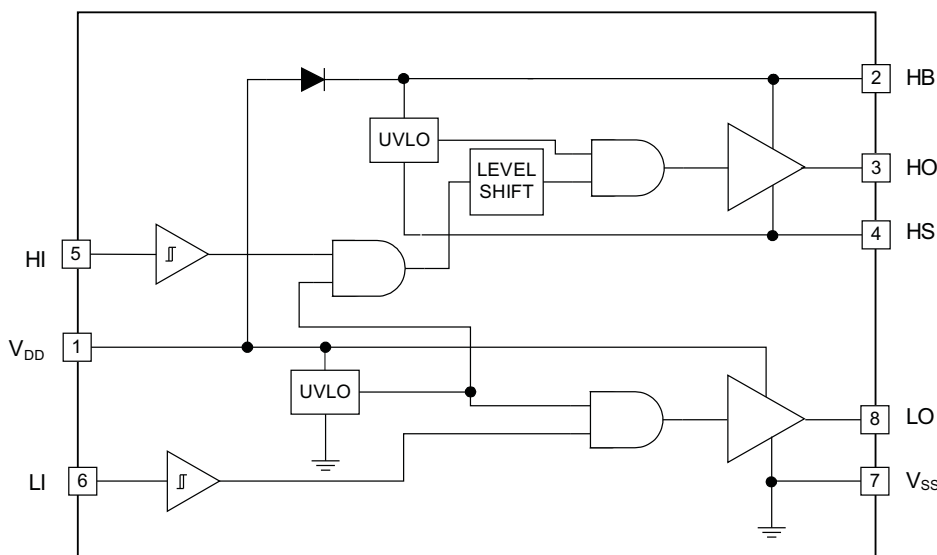 2 HB
UVLO
LEVEL
SHIFT
3 HO
4 HS
HI 5
VDD 1
UVLO
8 LO
LI 6
7 VSS